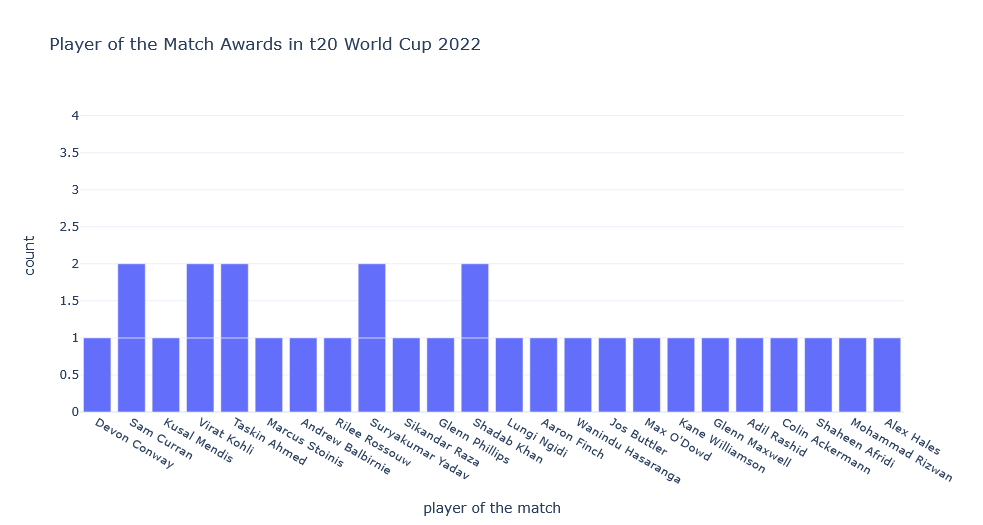 Player of the Match Awards in t20 World Cup 2022
count
4
3.5
3
2.5
2
1.5
1
0.5
0
Devon Conway
Sam Curran
Kusal Mendis
Virat Kohli
Taskin Ahmed
Marcus Stoinis
Andrew Balbirnie
Rilee Rossouw
Suryakumar Yadav
Sikandar Raza
Glenn Phillips
Shadab Khan
Lungi Ngidi
Aaron Finch
Wanindu Hasaranga
Jos Buttler
Max O'Dowd
Kane Williamson
Glenn Maxwell
Adil Rashid
Colin Ackermann
Shaheen Afridi
Mohammad Rizwan
Alex Hales
player of the match